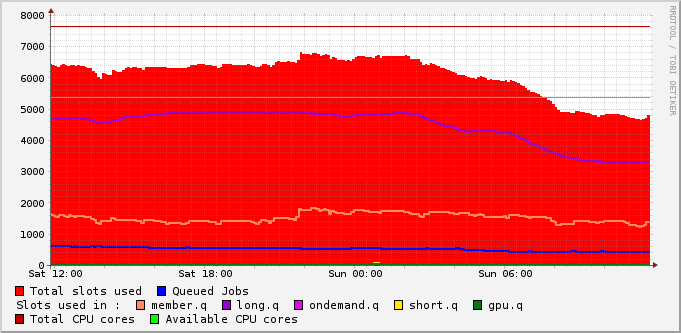 8000
7000
6000
5000
4000
3000
2000
1000
0
Sat 12:00 Sat 18:00 Sun 00:00 Sun 06:00
Total slots used Queued Jobs
Slots used in : member.q long.q ondemand.q short.q gpu.q
Total CPU cores Available CPU cores
RRDTOOL / TOBI OETIKER